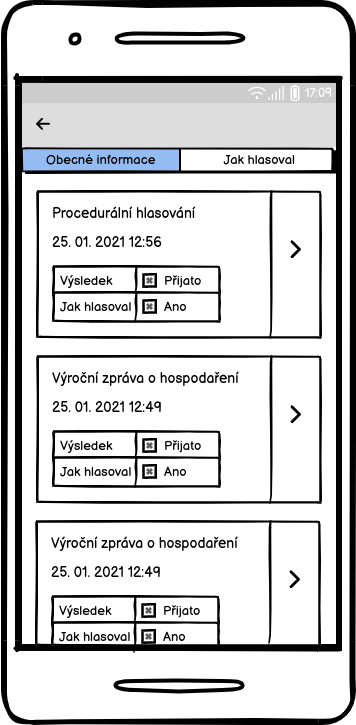 17:09
Obecné informace Jak hlasoval
Procedurální hlasování
25. 01. 2021 12:56
Výsledek Přijato
Jak hlasoval Ano
Výroční zpráva o hospodaření
25. 01. 2021 12:49
Výsledek Přijato
Jak hlasoval Ano
Výroční zpráva o hospodaření
25. 01. 2021 12:49
Výsledek Přijato
Jak hlasoval Ano